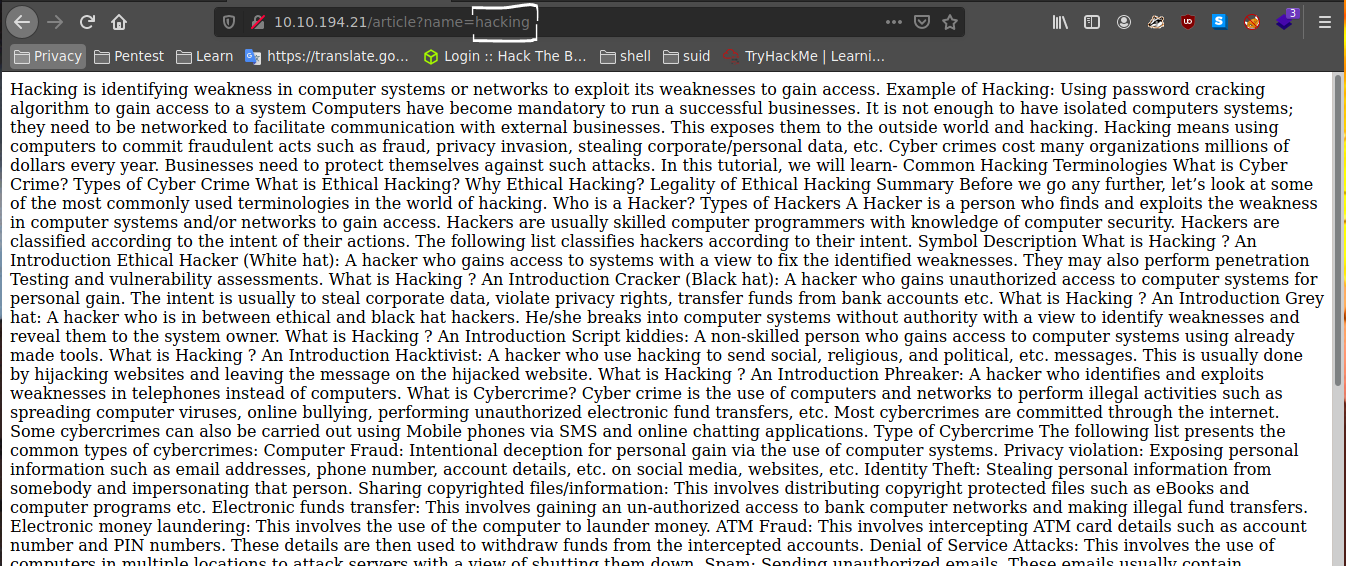 10.10.194.21/article?name=hacking
3
Privacy Pentest Learn https://translate.go... Login :: Hack The B... shell suid TryHackMe | Learni...
Hacking is identifying weakness in computer systems or networks to exploit its weaknesses to gain access. Example of Hacking: Using password cracking
algorithm to gain access to a system Computers have become mandatory to run a successful businesses. It is not enough to have isolated computers systems;
they need to be networked to facilitate communication with external businesses. This exposes them to the outside world and hacking. Hacking means using
computers to commit fraudulent acts such as fraud, privacy invasion, stealing corporate/personal data, etc. Cyber crimes cost many organizations millions of
dollars every year. Businesses need to protect themselves against such attacks. In this tutorial, we will learn- Common Hacking Terminologies What is Cyber
Crime? Types of Cyber Crime What is Ethical Hacking? Why Ethical Hacking? Legality of Ethical Hacking Summary Before we go any further, let’s look at some
of the most commonly used terminologies in the world of hacking. Who is a Hacker? Types of Hackers A Hacker is a person who finds and exploits the weakness
in computer systems and/or networks to gain access. Hackers are usually skilled computer programmers with knowledge of computer security. Hackers are
classified according to the intent of their actions. The following list classifies hackers according to their intent. Symbol Description What is Hacking ? An
Introduction Ethical Hacker (White hat): A hacker who gains access to systems with a view to fix the identified weaknesses. They may also perform penetration
Testing and vulnerability assessments. What is Hacking ? An Introduction Cracker (Black hat): A hacker who gains unauthorized access to computer systems for
personal gain. The intent is usually to steal corporate data, violate privacy rights, transfer funds from bank accounts etc. What is Hacking ? An Introduction Grey
hat: A hacker who is in between ethical and black hat hackers. He/she breaks into computer systems without authority with a view to identify weaknesses and
reveal them to the system owner. What is Hacking ? An Introduction Script kiddies: A non-skilled person who gains access to computer systems using already
made tools. What is Hacking ? An Introduction Hacktivist: A hacker who use hacking to send social, religious, and political, etc. messages. This is usually done
by hijacking websites and leaving the message on the hijacked website. What is Hacking ? An Introduction Phreaker: A hacker who identifies and exploits
weaknesses in telephones instead of computers. What is Cybercrime? Cyber crime is the use of computers and networks to perform illegal activities such as
spreading computer viruses, online bullying, performing unauthorized electronic fund transfers, etc. Most cybercrimes are committed through the internet.
Some cybercrimes can also be carried out using Mobile phones via SMS and online chatting applications. Type of Cybercrime The following list presents the
common types of cybercrimes: Computer Fraud: Intentional deception for personal gain via the use of computer systems. Privacy violation: Exposing personal
information such as email addresses, phone number, account details, etc. on social media, websites, etc. Identity Theft: Stealing personal information from
somebody and impersonating that person. Sharing copyrighted files/information: This involves distributing copyright protected files such as eBooks and
computer programs etc. Electronic funds transfer: This involves gaining an un-authorized access to bank computer networks and making illegal fund transfers.
Electronic money laundering: This involves the use of the computer to launder money. ATM Fraud: This involves intercepting ATM card details such as account
number and PIN numbers. These details are then used to withdraw funds from the intercepted accounts. Denial of Service Attacks: This involves the use of
computers in multiple locations to attack servers with a view of shutting them down. Spam: Sending unauthorized emails. These emails usually contain